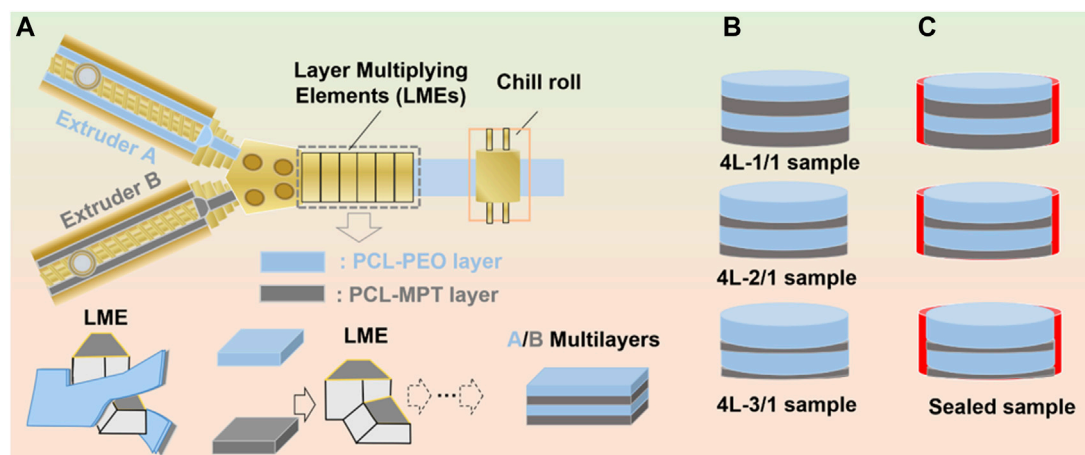 A
B
C
Layer Multiplying
Elements (LMEs)
Chill roll
Extruder A
Extruder B
4L-1/1 sample
: PCL-PEO layer
: PCL-MPT layer
4L-2/1 sample
LME
LME
A/B Multilayers
4L-3/1 sample
Sealed sample